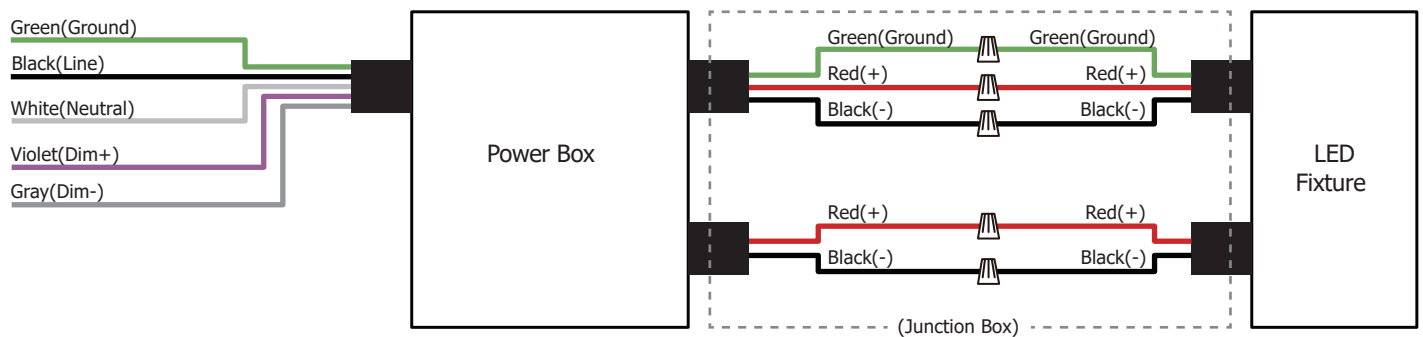 Green(Ground)
Black(Line)
White(Neutral)
Violet(Dim+)
Gray(Dim-)
Power Box
Green(Ground) Green(Ground)
Red(+) Red(+)
Black(-) Black(-)
Red(+) Red(+)
Black(-) Black(-)
(Junction Box)
LED
Fixture